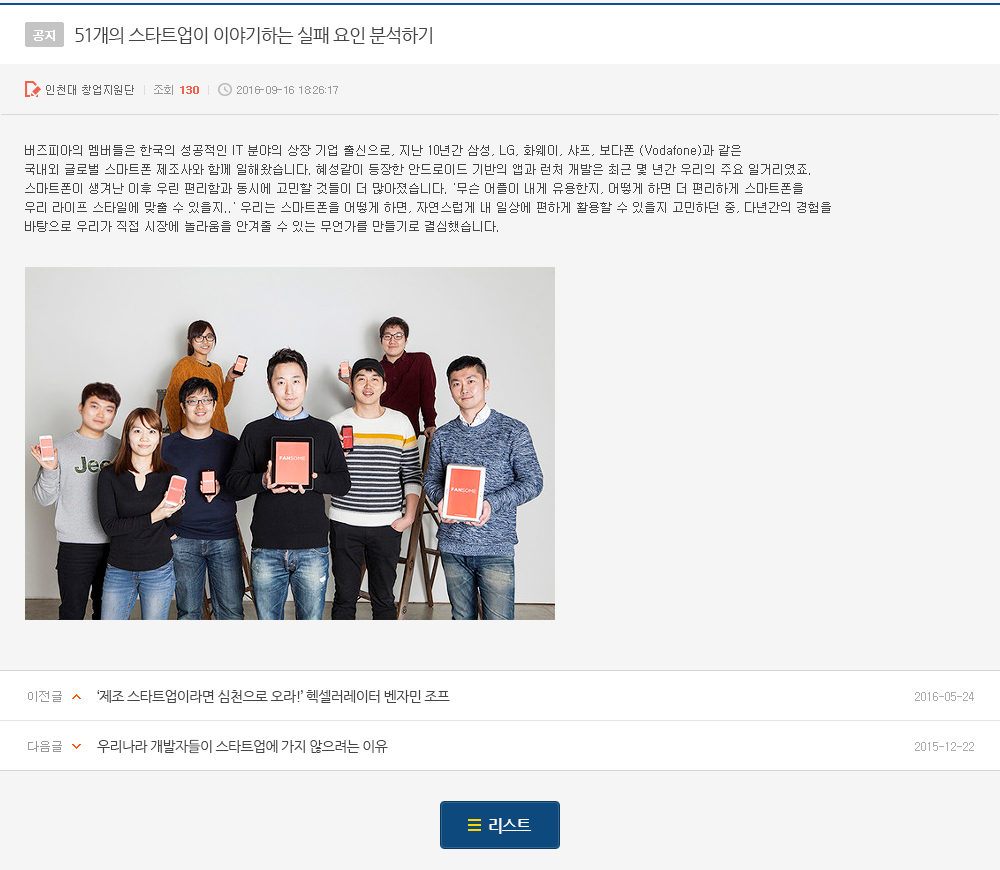 공지 51개의 스타트업이 이야기하는 실패 요인 분석하기
인천대 창업지원단 조회 130 2016-09-16 18:26:17
버즈피아의 멤버들은 한국의 성공적인 IT 분야의 상장 기업 출신으로, 지난 10년간 삼성, LG, 화웨이, 샤프, 보다폰 (Vodafone)과 같은
국내외 글로벌 스마트폰 제조사와 함께 일해왔습니다. 혜성같이 등장한 안드로이드 기반의 앱과 런처 개발은 최근 몇 년간 우리의 주요 일거리였죠.
스마트폰이 생겨난 이후 우린 편리함과 동시에 고민할 것들이 더 많아졌습니다. '무슨 어플이 내게 유용한지, 어떻게 하면 더 편리하게 스마트폰을
우리 라이프 스타일에 맞출 수 있을지..' 우리는 스마트폰을 어떻게 하면, 자연스럽게 내 일상에 편하게 활용할 수 있을지 고민하던 중, 다년간의 경험을
바탕으로 우리가 직접 시장에 놀라움을 안겨줄 수 있는 무언가를 만들기로 결심했습니다.
Jee
FANSOME
FANSOME
이전글 ‘제조 스타트업이라면 심천으로 오라!’ 헥셀러레이터 벤자민 조프 2016-05-24
다음글 우리나라 개발자들이 스타트업에 가지 않으려는 이유 2015-12-22
리스트